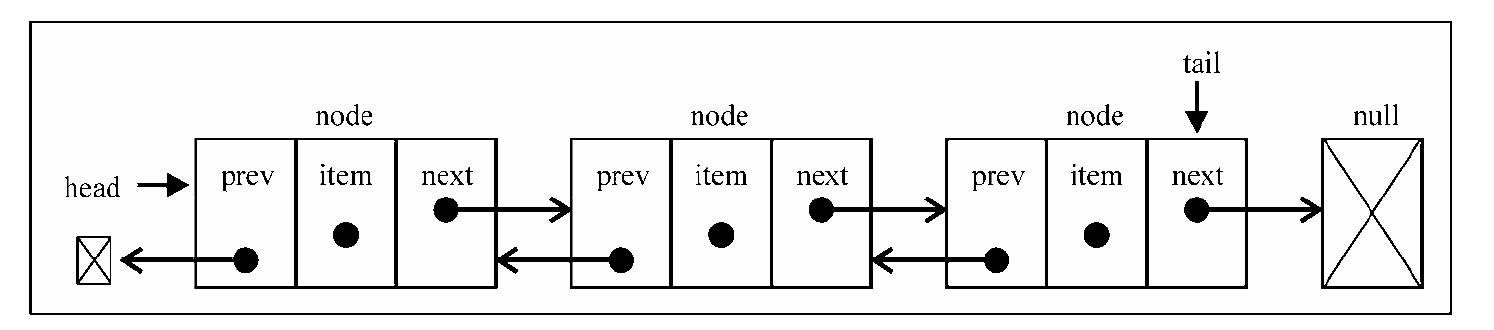 tail
node node node null
prev item next prev item next prev item next
head